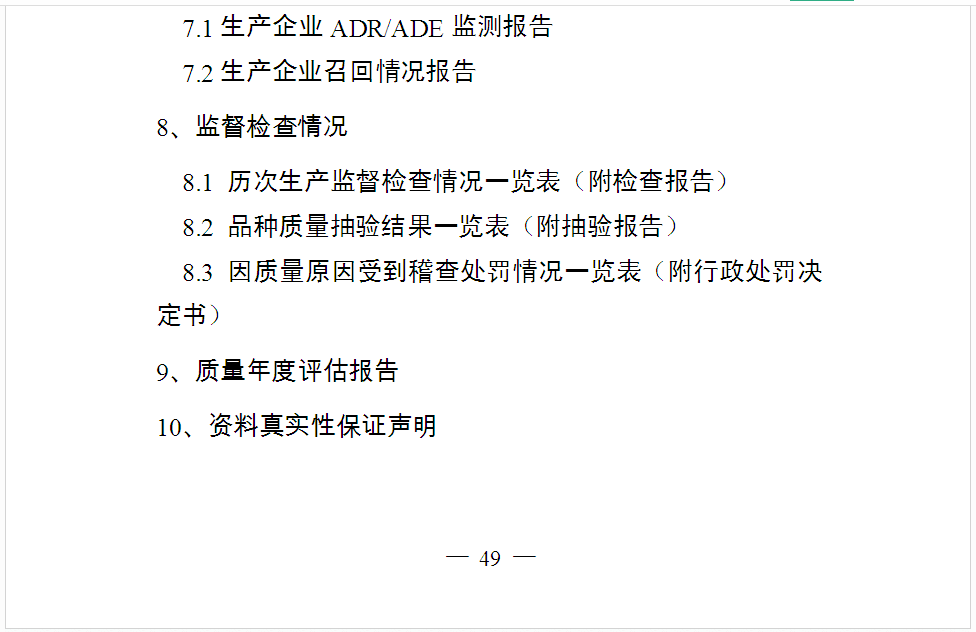 7.1 生产企业 ADR/ADE 监测报告
7.2 生产企业召回情况报告
8、监督检查情况
8.1 历次生产监督检查情况一览表（附检查报告）
8.2 品种质量抽验结果一览表（附抽验报告）
8.3 因质量原因受到稽查处罚情况一览表（附行政处罚决
定书）
9、质量年度评估报告
10、资料真实性保证声明
— 49 —